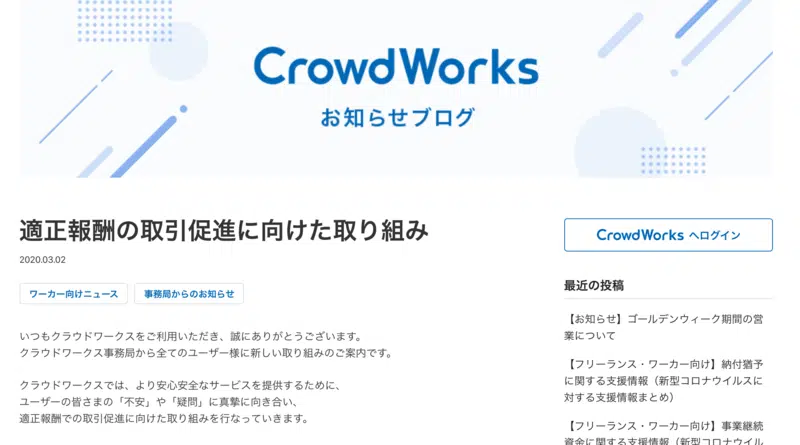 CrowdWorks
お知らせブログ
適正報酬の取引促進に向けた取り組み
2020.03.02
ワーカー向けニュース
事務局からのお知らせ
いつもクラウドワークスをご利用いただき、誠にありがとうございます。
クラウドワークス事務局から全てのユーザー様に新しい取り組みのご案内です。
クラウドワークスでは、より安心安全なサービスを提供するために、
ユーザーの皆さまの「不安」や「疑問」に真摯に向き合い、
適正報酬での取引促進に向けた取り組みを行なっていきます。
CrowdWorks へログイン
最近の投稿
【お知らせ】ゴールデンウィーク期間の営
業について
【フリーランス・ワーカー向け】納付猶予
に関する支援情報（新型コロナウイルスに
対する支援情報まとめ）
【フリーランス・ワーカー向け】事業継続
資金に関する支援情報（新型コロナウイル